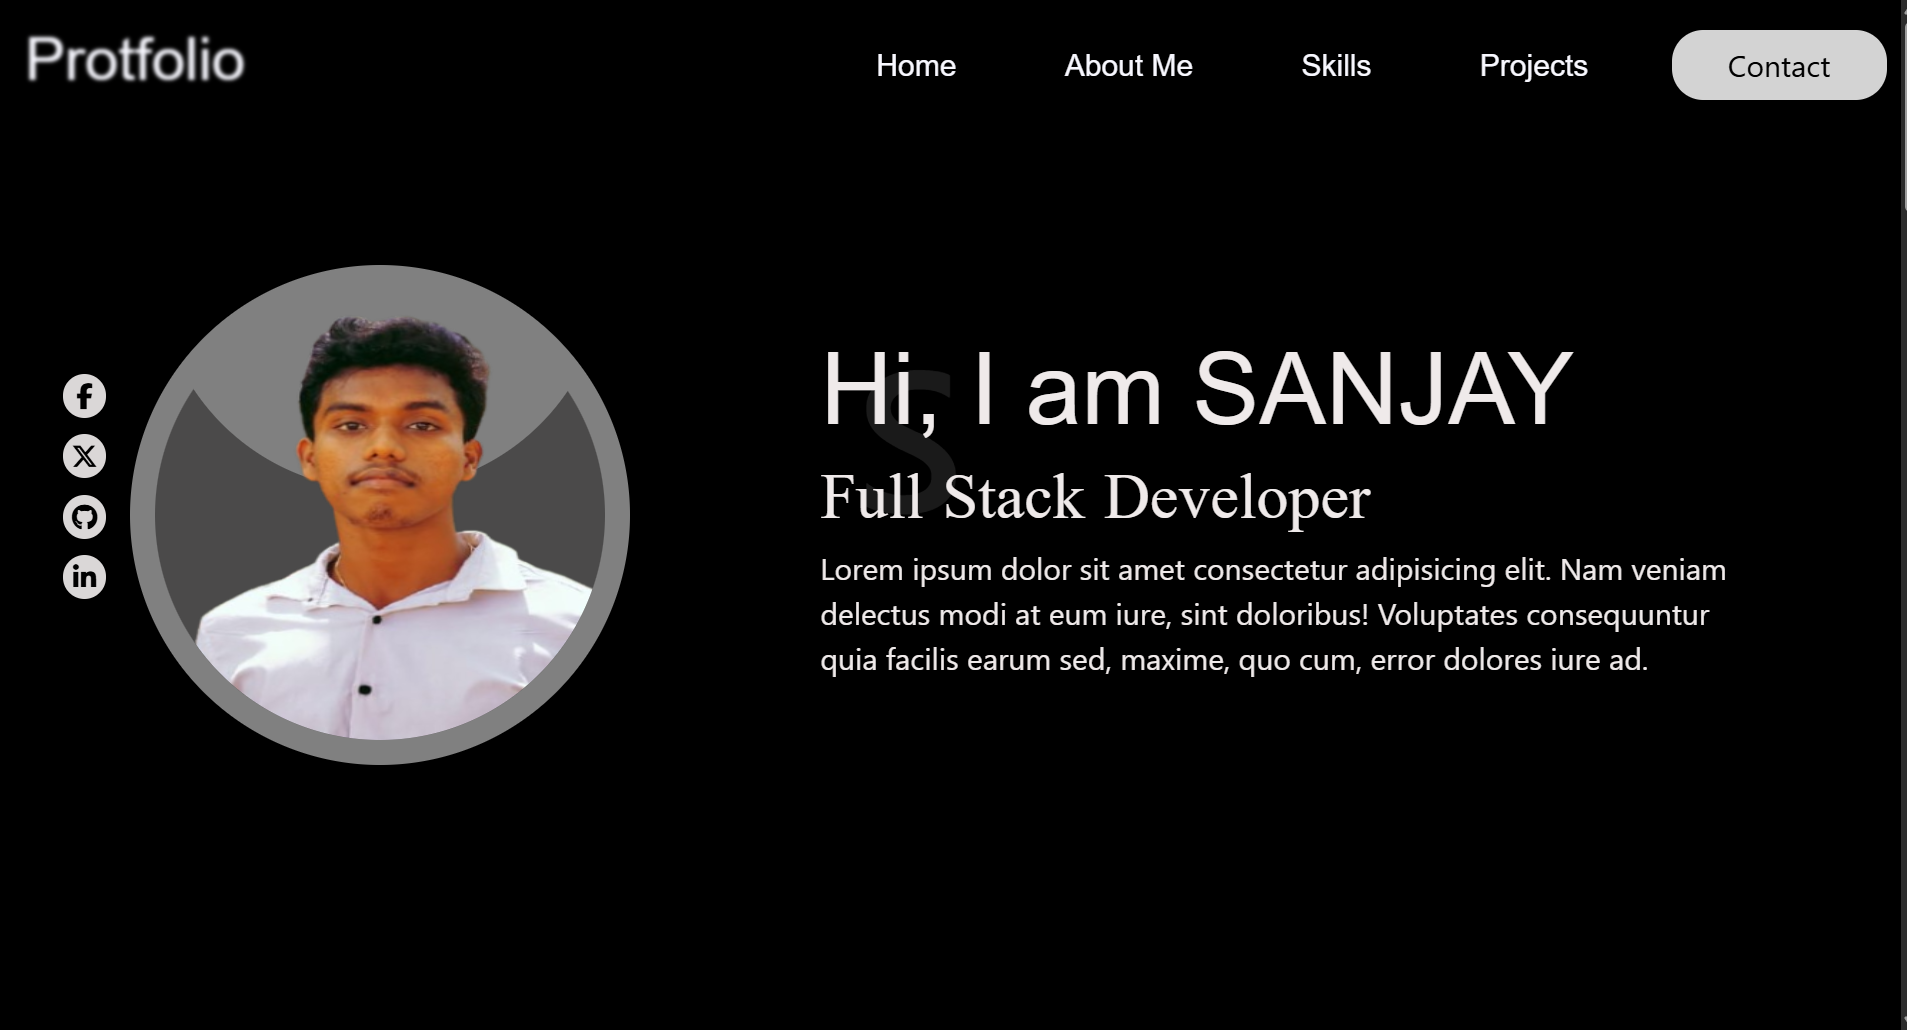 Protfolio
Home About Me Skills Projects Contact
S
Hi, I am SANJAY
Full Stack Developer
Lorem ipsum dolor sit amet consectetur adipisicing elit. Nam veniam
delectus modi at eum iure, sint doloribus! Voluptates consequuntur
quia facilis earum sed, maxime, quo cum, error dolores iure ad.